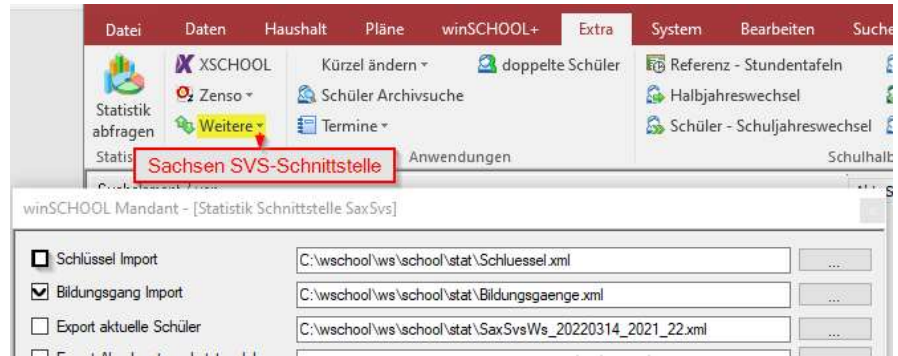 Datei Daten Haushalt Pläne winSCHOOL+ Extra System Bearbeiten Suche
XSCHOOL Kürzel ändern doppelte Schüler Referenz - Stundentafeln
Statistik abfragen Zenso Schüler Archivsuche Halbjahreswechsel
Weitere Termine Schüler - Schuljahreswechsel
Anwendungen Schulhalb
Sachsen SVS-Schnittstelle
winSCHOOL Mandant - [Statistik Schnittstelle SaxSvs]
Schlüssel Import C:\wschool\ws\school\stat\Schluessel.xml ...
Bildungsgang Import C:\wschool\ws\school\stat\Bildungsgaenge.xml ...
Export aktuelle Schüler C:\wschool\ws\school\stat\SaxSvsWs_20220314_2021_22.xml ...